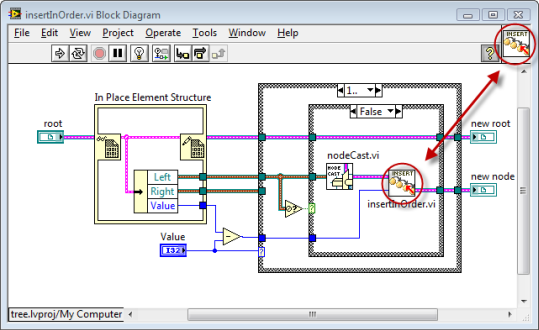 insertInOrder.vi Block Diagram
File Edit View Project Operate Tools Window Help
?
INSERT
1..
In Place Element Structure
False
root
new root
nodeCast.vi
Left
NODE CAST
INSERT
new node
Right
Value
insertInOrder.vi
?
Value
I32
?
tree.lvproj/My Computer